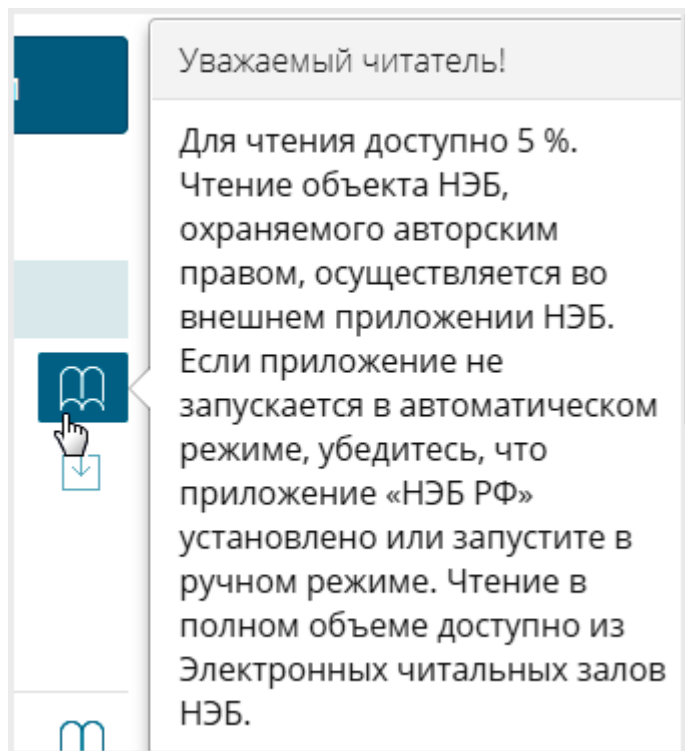 Уважаемый читатель!
Для чтения доступно 5 %.
Чтение объекта НЭБ,
охраняемого авторским
правом, осуществляется во
внешнем приложении НЭБ.
Если приложение не
запускается в автоматическом
режиме, убедитесь, что
приложение «НЭБ РФ»
установлено или запустите в
ручном режиме. Чтение в
полном объеме доступно из
Электронных читальных залов
НЭБ.